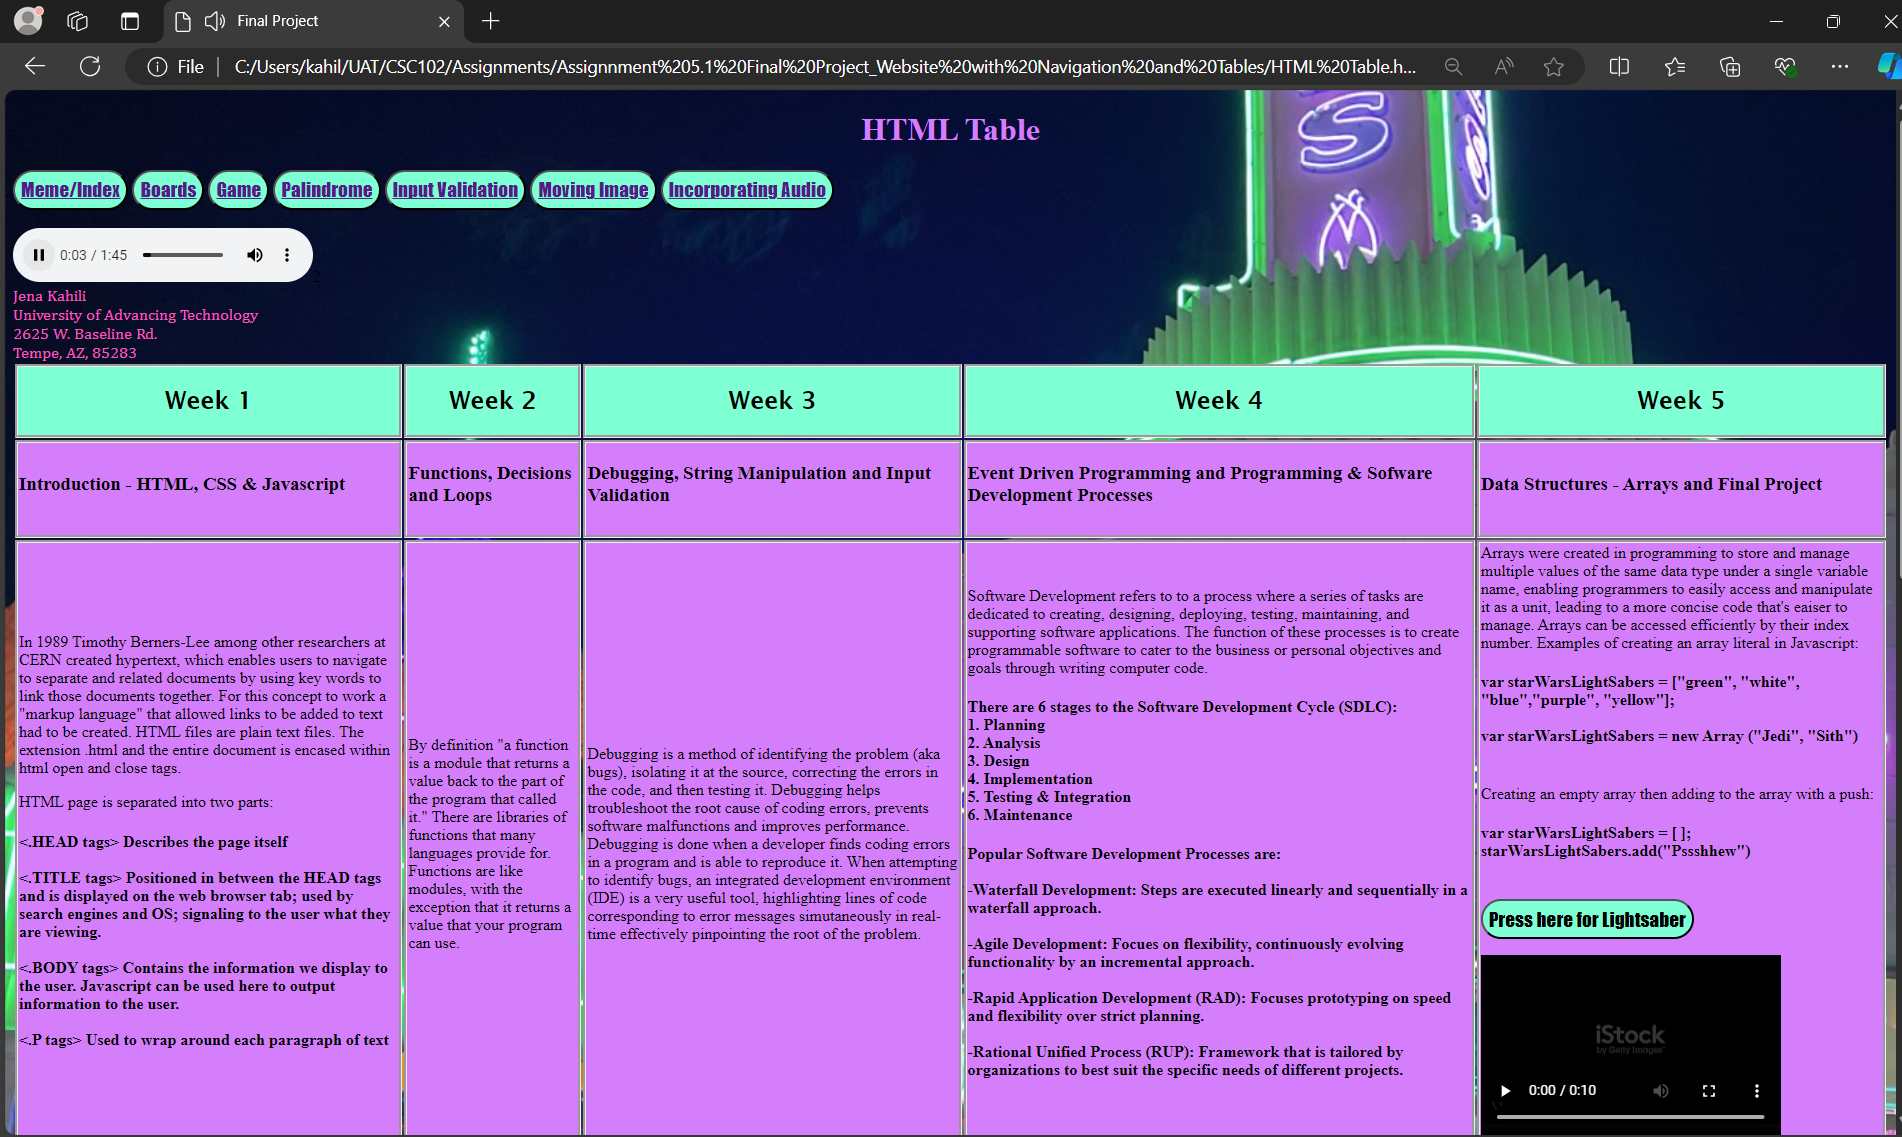 Final Project
File
C:/Users/kahil/UAT/CSC102/Assignments/Assignnment%205.1%20Final%20Project_Website%20with%20Navigation%20and%20Tables/HTML%20Table.h...
HTML Table
Meme/Index
Boards
Game
Palindrome
Input Validation
Moving Image
Incorporating Audio
0:03 / 1:45
Jena Kahili
University of Advancing Technology
2625 W. Baseline Rd.
Tempe, AZ, 85283
Week 1
Week 2
Week 3
Week 4
Week 5
Introduction - HTML, CSS & Javascript
Functions, Decisions
and Loops
Debugging, String Manipulation and Input
Validation
Event Driven Programming and Programming & Sofware
Development Processes
Data Structures - Arrays and Final Project
In 1989 Timothy Berners-Lee among other researchers at
CERN created hypertext, which enables users to navigate
to separate and related documents by using key words to
link those documents together. For this concept to work a
"markup language" that allowed links to be added to text
had to be created. HTML files are plain text files. The
extension .html and the entire document is encased within
html open and close tags.
HTML page is separated into two parts:
<.HEAD tags> Describes the page itself
<.TITLE tags> Positioned in between the HEAD tags
and is displayed on the web browser tab; used by
search engines and OS; signaling to the user what they
are viewing.
<.BODY tags> Contains the information we display to
the user. Javascript can be used here to output
information to the user.
<.P tags> Used to wrap around each paragraph of text
By definition "a function
is a module that returns a
value back to the part of
the program that called
it." There are libraries of
functions that many
languages provide for.
Functions are like
modules, with the
exception that it returns a
value that your program
can use.
Debugging is a method of identifying the problem (aka
bugs), isolating it at the source, correcting the errors in
the code, and then testing it. Debugging helps
troubleshoot the root cause of coding errors, prevents
software malfunctions and improves performance.
Debugging is done when a developer finds coding errors
in a program and is able to reproduce it. When attempting
to identify bugs, an integrated development environment
(IDE) is a very useful tool, highlighting lines of code
corresponding to error messages simutaneously in real-
time effectively pinpointing the root of the problem.
Software Development refers to to a process where a series of tasks are
dedicated to creating, designing, deploying, testing, maintaining, and
supporting software applications. The function of these processes is to create
programmable software to cater to the business or personal objectives and
goals through writing computer code.
There are 6 stages to the Software Development Cycle (SDLC):
1. Planning
2. Analysis
3. Design
4. Implementation
5. Testing & Integration
6. Maintenance
Popular Software Development Processes are:
-Waterfall Development: Steps are executed linearly and sequentially in a
waterfall approach.
-Agile Development: Focues on flexibility, continuously evolving
functionality by an incremental approach.
-Rapid Application Development (RAD): Focuses prototyping on speed
and flexibility over strict planning.
-Rational Unified Process (RUP): Framework that is tailored by
organizations to best suit the specific needs of different projects.
Arrays were created in programming to store and manage
multiple values of the same data type under a single variable
name, enabling programmers to easily access and manipulate
it as a unit, leading to a more concise code that's eaiser to
manage. Arrays can be accessed efficiently by their index
number. Examples of creating an array literal in Javascript:
var starWarsLightSabers = ["green", "white",
"blue","purple", "yellow"];
var starWarsLightSabers = new Array ("Jedi", "Sith")
Creating an empty array then adding to the array with a push:
var starWarsLightSabers = [ ];
starWarsLightSabers.add("Pssshhew")
Press here for Lightsaber
iStock
by Getty Images
0:00 / 0:10